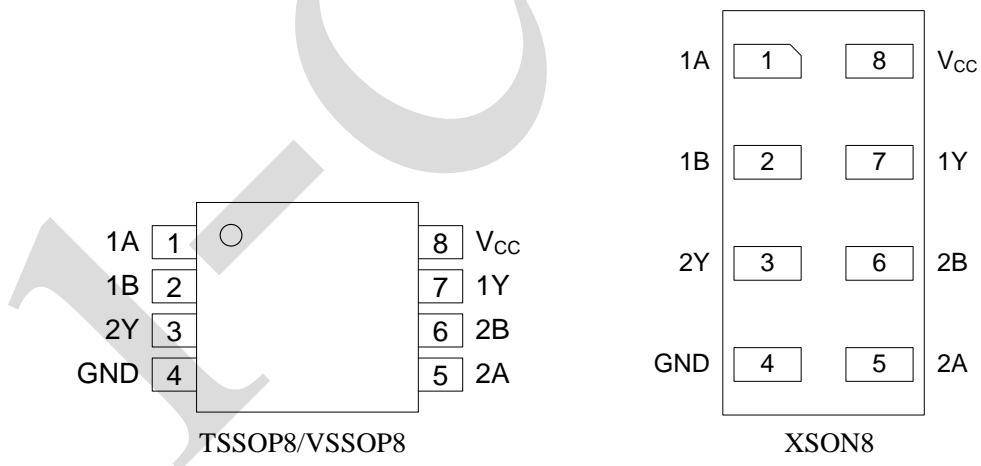 1A 1 8 VCC
1B 2 7 1Y
2Y 3 6 2B
GND 4 5 2A
TSSOP8/VSSOP8
1A 1 8 VCC
1B 2 7 1Y
2Y 3 6 2B
GND 4 5 2A
XSON8